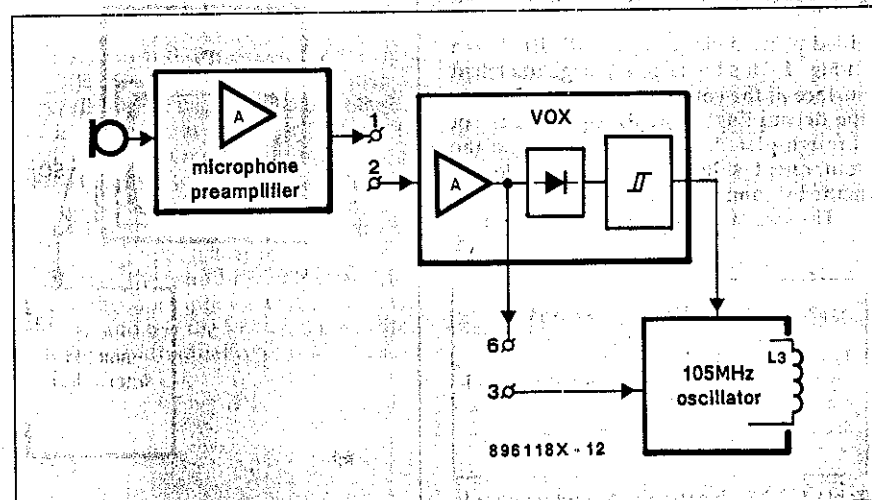 A
microphone
preamplifier
1
2
VOX
A
6
3
105MHz
oscillator
L3
896118X - 12